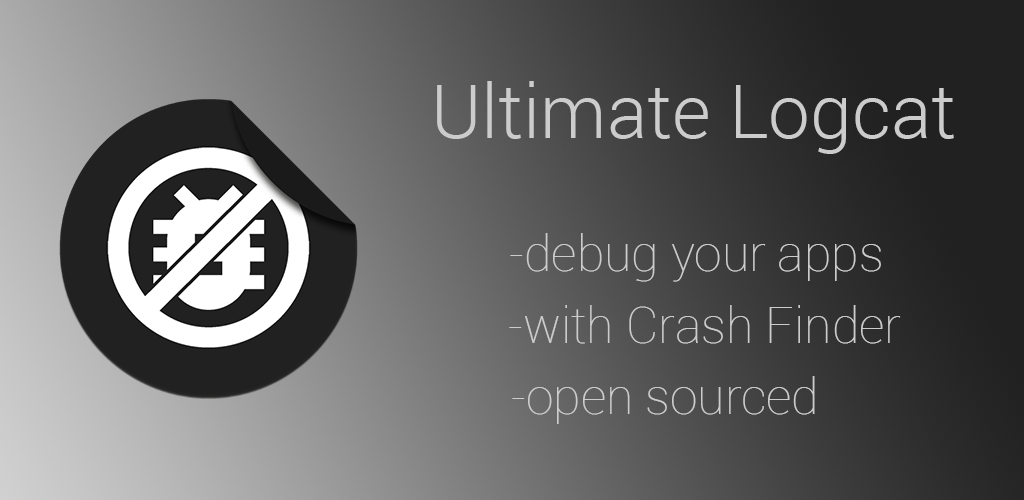 Ultimate Logcat
-debug your apps
-with Crash Finder
-open sourced